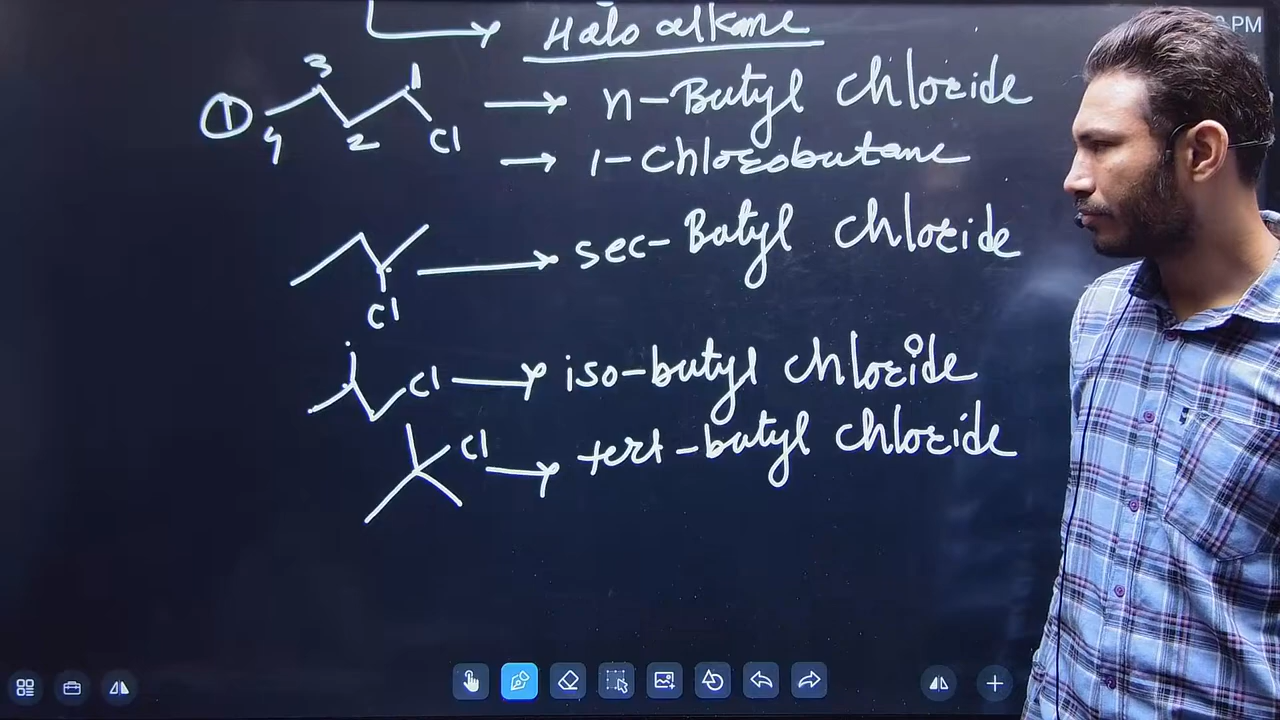 Halo alkane
PM
① 4 3 2 1 Cl → n-Butyl chloride
→ 1-Chlorobutane
Cl → sec-Butyl chloride
Cl → iso-butyl chloride
Cl → tert-butyl chloride